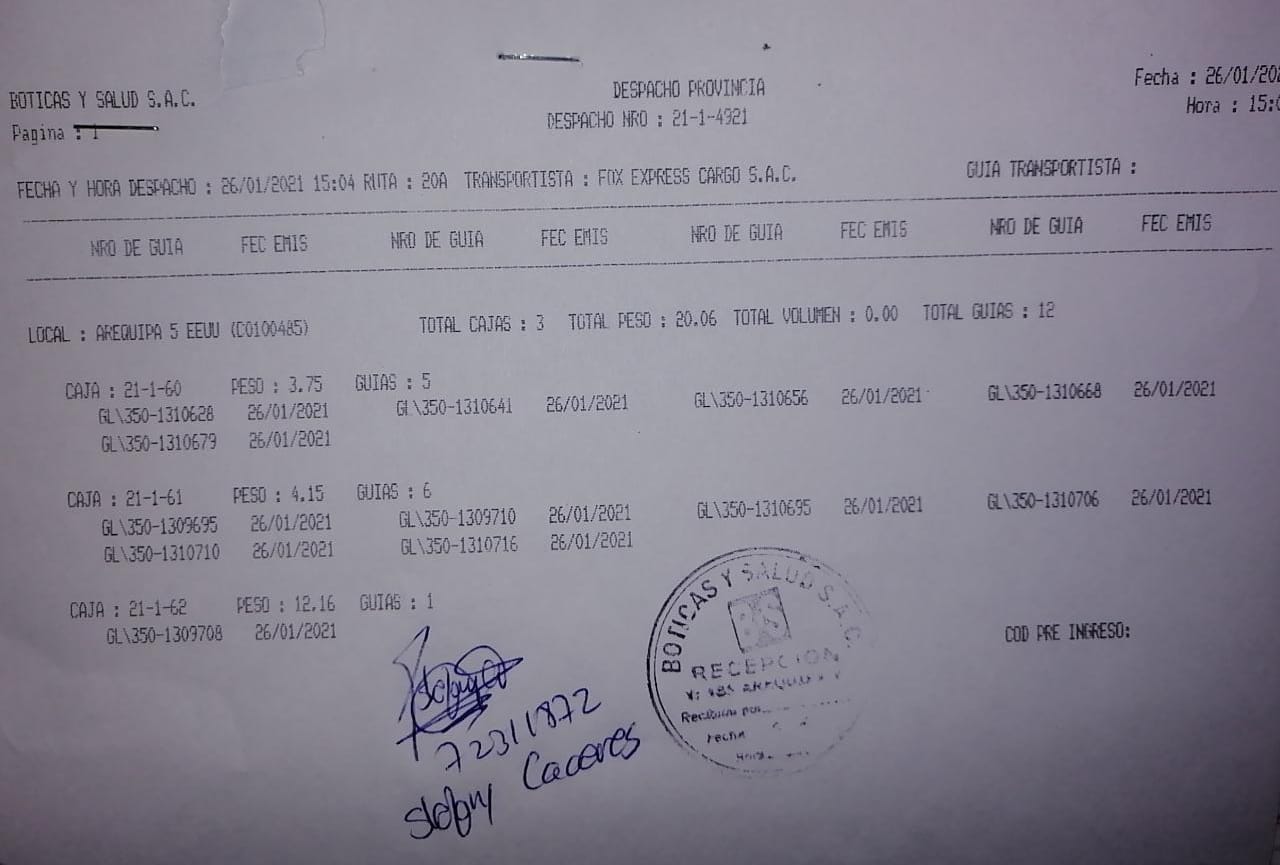 BOTICAS Y SALUD S.A.C.
DESPACHO PROVINCIA
Fecha : 26/01/202
Pagina : 1
DESPACHO NRO : 21-1-4921
Hora : 15:0
FECHA Y HORA DESPACHO : 26/01/2021 15:04 RUTA : 20A TRANSPORTISTA : FOX EXPRESS CARGO S.A.C. GUIA TRANSPORTISTA :
NRO DE GUIA FEC EMIS NRO DE GUIA FEC EMIS NRO DE GUIA FEC EMIS NRO DE GUIA FEC EMIS
LOCAL : AREQUIPA 5 EEUU (C0100485) TOTAL CAJAS : 3 TOTAL PESO : 20.06 TOTAL VOLUMEN : 0.00 TOTAL GUIAS : 12
CAJA : 21-1-60 PESO : 3.75 GUIAS : 5
GL\350-1310628 26/01/2021 GL\350-1310641 26/01/2021 GL\350-1310656 26/01/2021 GL\350-1310668 26/01/2021
GL\350-1310679 26/01/2021
CAJA : 21-1-61 PESO : 4.15 GUIAS : 6
GL\350-1309695 26/01/2021 GL\350-1309710 26/01/2021 GL\350-1310695 26/01/2021 GL\350-1310706 26/01/2021
GL\350-1310710 26/01/2021 GL\350-1310716 26/01/2021
CAJA : 21-1-62 PESO : 12.16 GUIAS : 1
GL\350-1309708 26/01/2021
COD PRE INGRESO:
BOTICAS Y SALUD S.A.C.
BS
RECEPCION
Fecha
72311872
Stefany Caceres